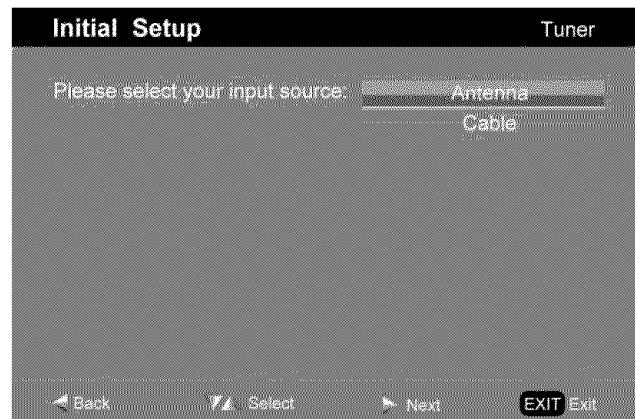 Initial Setup
Tuner
Please select your input source:
Antenna
Cable
Back
Select
Next
EXIT Exit